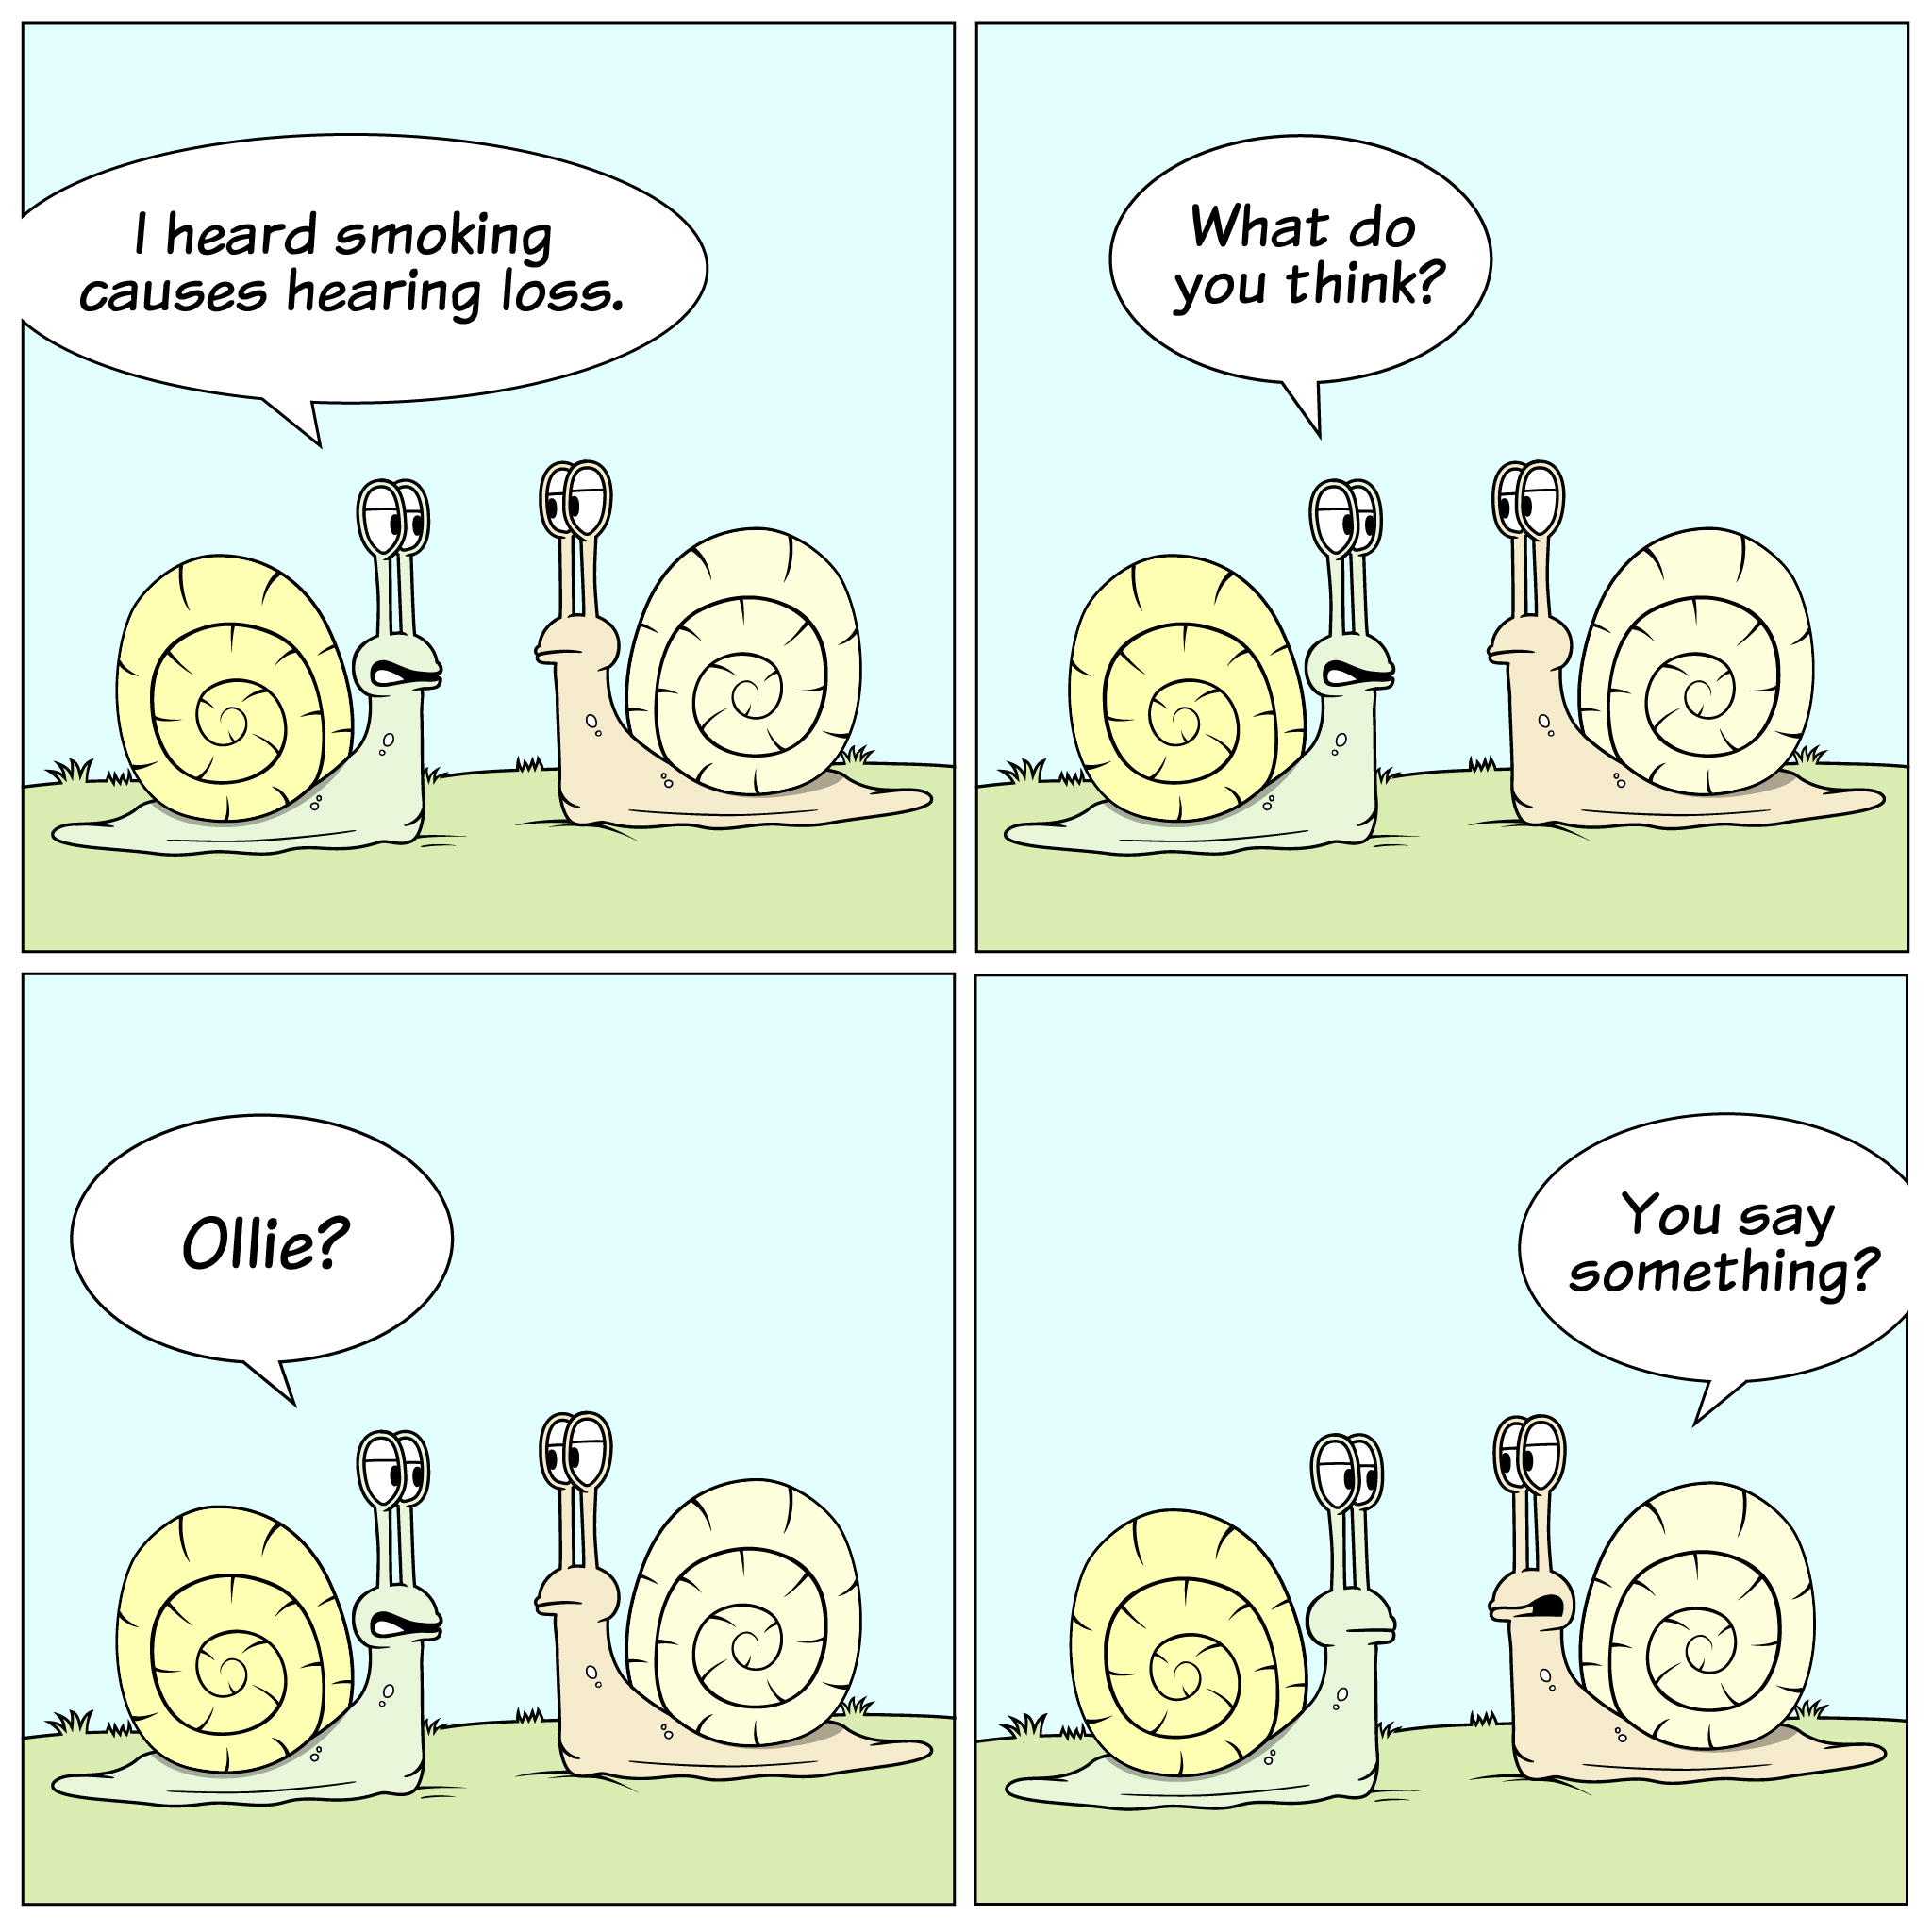 I heard smoking
causes hearing loss.
What do
you think?
Ollie?
You say
something?